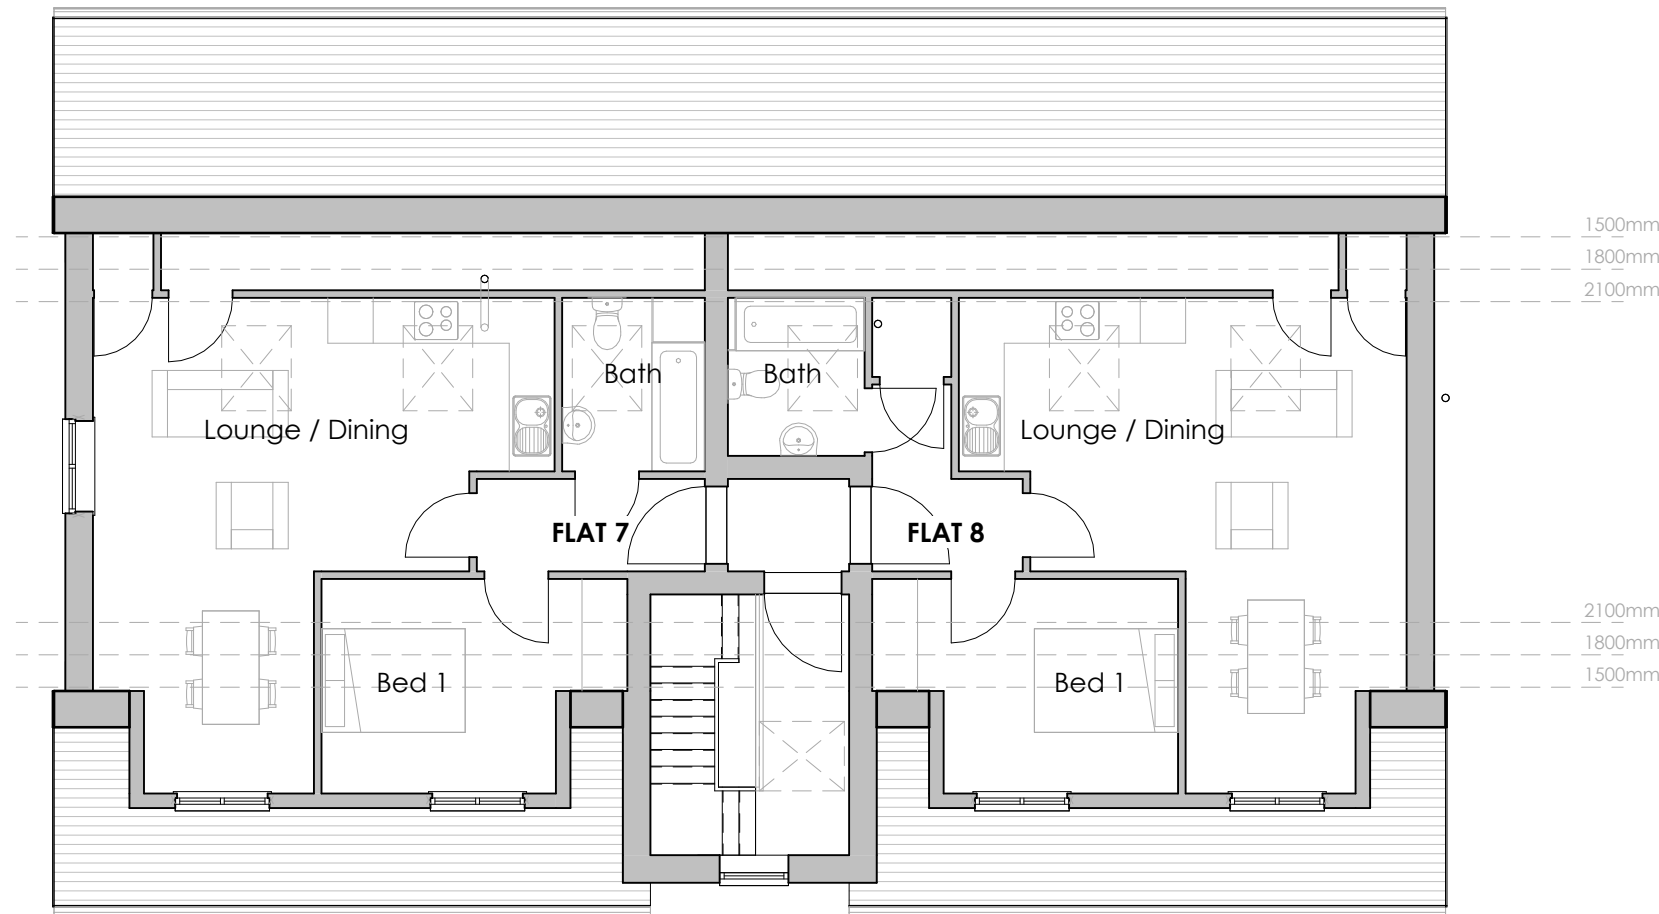 1500mm
1800mm
2100mm
Bath
Bath
Lounge / Dining
Lounge / Dining
FLAT 7
FLAT 8
2100mm
1800mm
1500mm
Bed 1
Bed 1